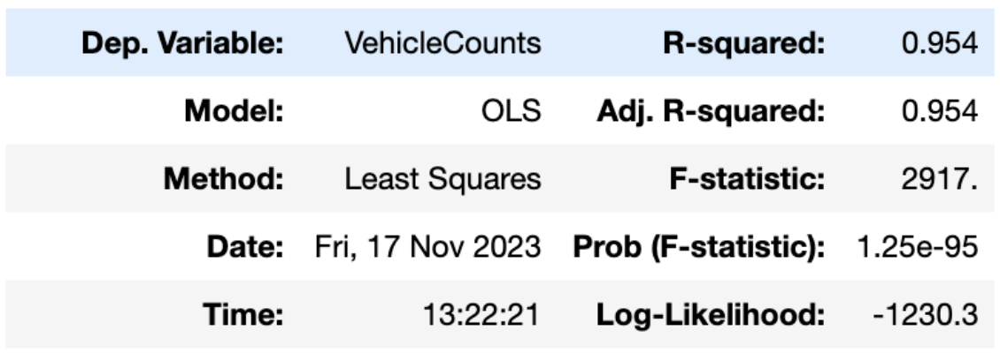 Dep. Variable: VehicleCounts R-squared: 0.954
Model: OLS Adj. R-squared: 0.954
Method: Least Squares F-statistic: 2917.
Date: Fri, 17 Nov 2023 Prob (F-statistic): 1.25e-95
Time: 13:22:21 Log-Likelihood: -1230.3